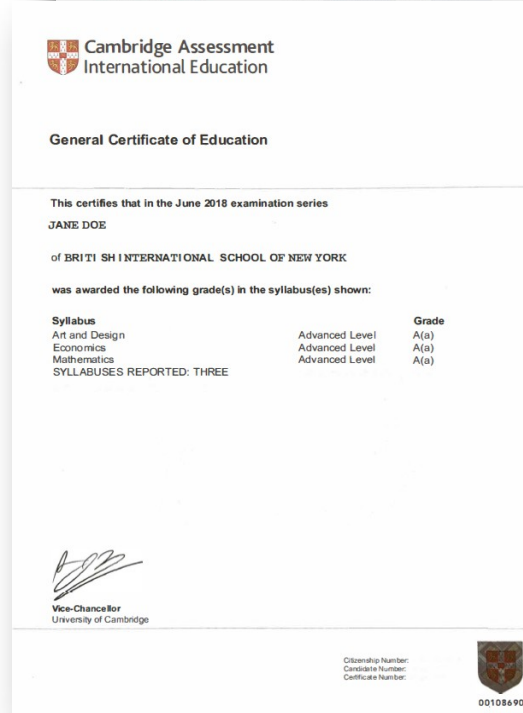 Cambridge Assessment
International Education
General Certificate of Education
This certifies that in the June 2018 examination series
JANE DOE
of BRITI SH I NTERNATI ONAL SCHOOL OF NEW YORK
was awarded the following grade(s) in the syllabus(es) shown:
Syllabus Grade
Art and Design Advanced Level A(a)
Economics Advanced Level A(a)
Mathematics Advanced Level A(a)
SYLLABUSES REPORTED: THREE
Vice-Chancellor
University of Cambridge
Citizenship Number:
Candidate Number:
Certificate Number:
00108690